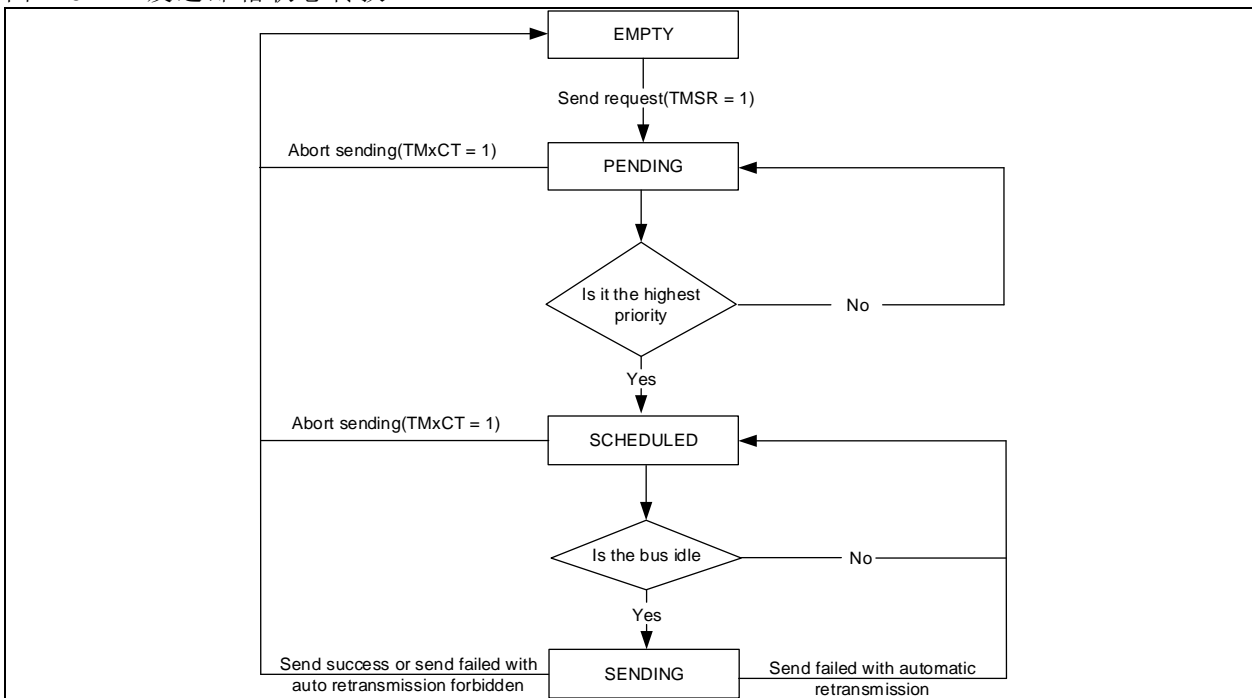 EMPTY
Send request(TMSR = 1)
Abort sending(TMxCT = 1)
PENDING
Is it the highest
priority
No
Yes
Abort sending(TMxCT = 1)
SCHEDULED
Is the bus idle
No
Yes
Send success or send failed with
auto retransmission forbidden
SENDING
Send failed with automatic
retransmission